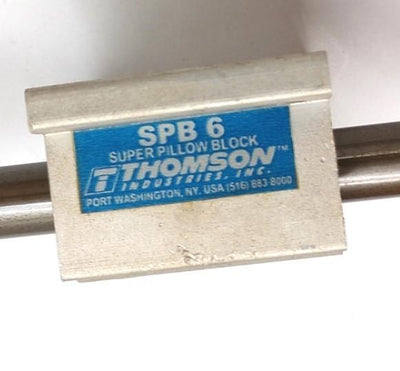 SPB 6
SUPER PILLOW BLOCK
THOMSON™
INDUSTRIES, INC.
PORT WASHINGTON, NY. USA (516) 883-8000